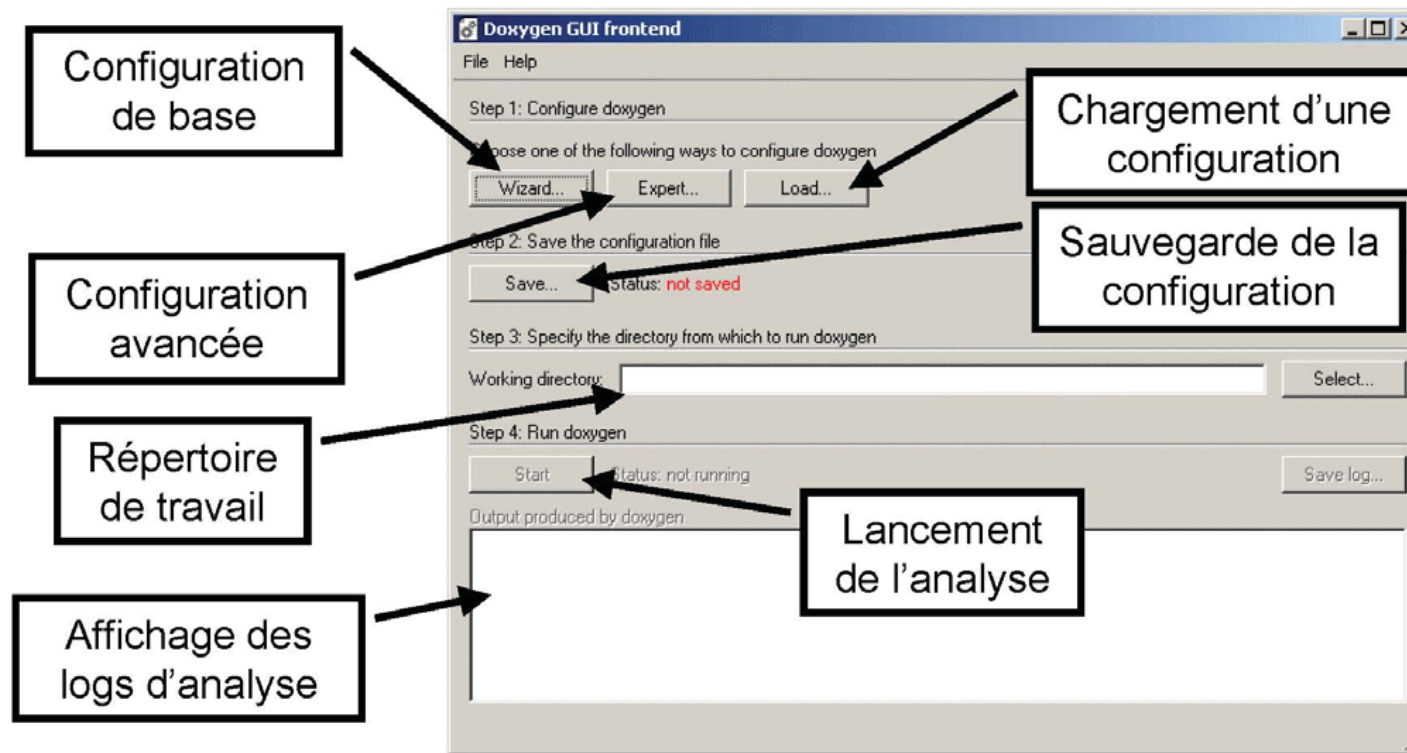 Configuration
de base
Configuration
avancée
Répertoire
de travail
Affichage des
logs d'analyse
Doxygen GUI frontend
File Help
Step 1: Configure doxygen
Choose one of the following ways to configure doxygen
Wizard... Expert... Load...
Step 2: Save the configuration file
Save... Status: not saved
Step 3: Specify the directory from which to run doxygen
Working directory: Select...
Step 4: Run doxygen
Start Status: not running Save log...
Output produced by doxygen
Chargement d'une
configuration
Sauvegarde de la
configuration
Lancement
de l'analyse